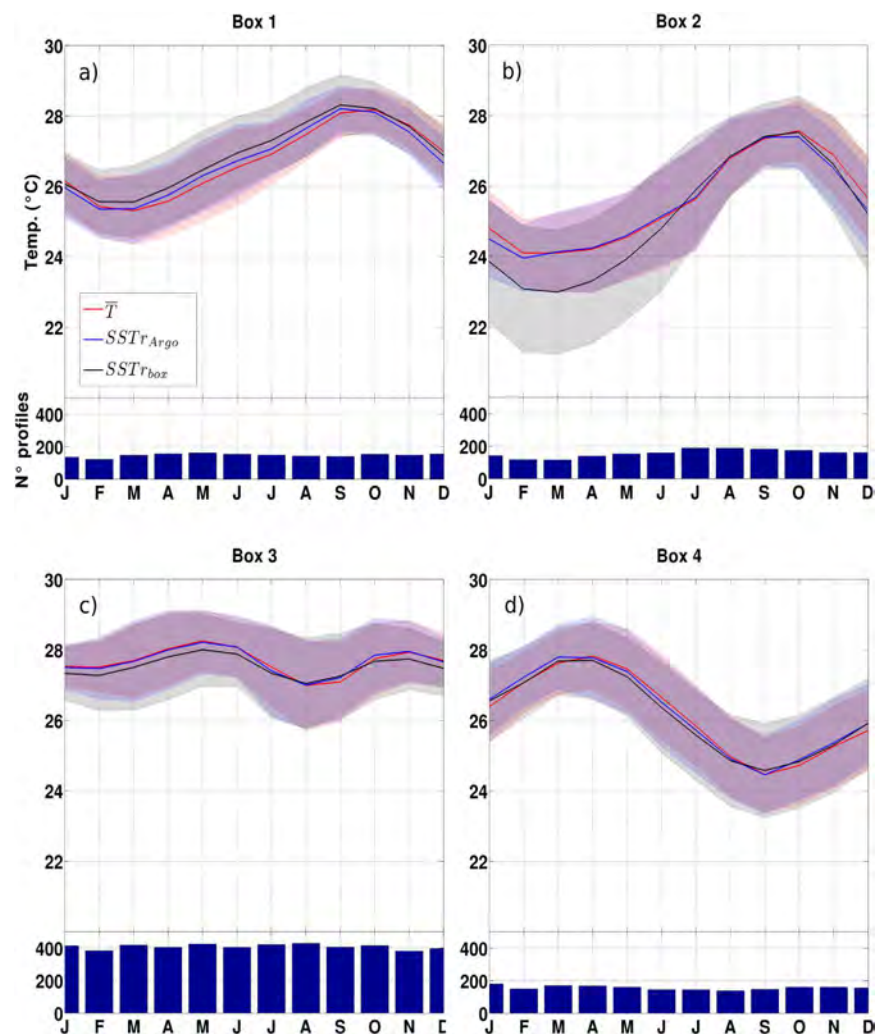 Box 1
Box 2
a)
b)
30
28
26
24
22
Temp. (°C)
T̅
SSTr_Argo
SSTr_box
30
28
26
24
22
400
200
0
N° profiles
J F M A M J J A S O N D
400
200
0
J F M A M J J A S O N D
Box 3
Box 4
c)
d)
30
28
26
24
22
30
28
26
24
22
400
200
0
J F M A M J J A S O N D
400
200
0
J F M A M J J A S O N D